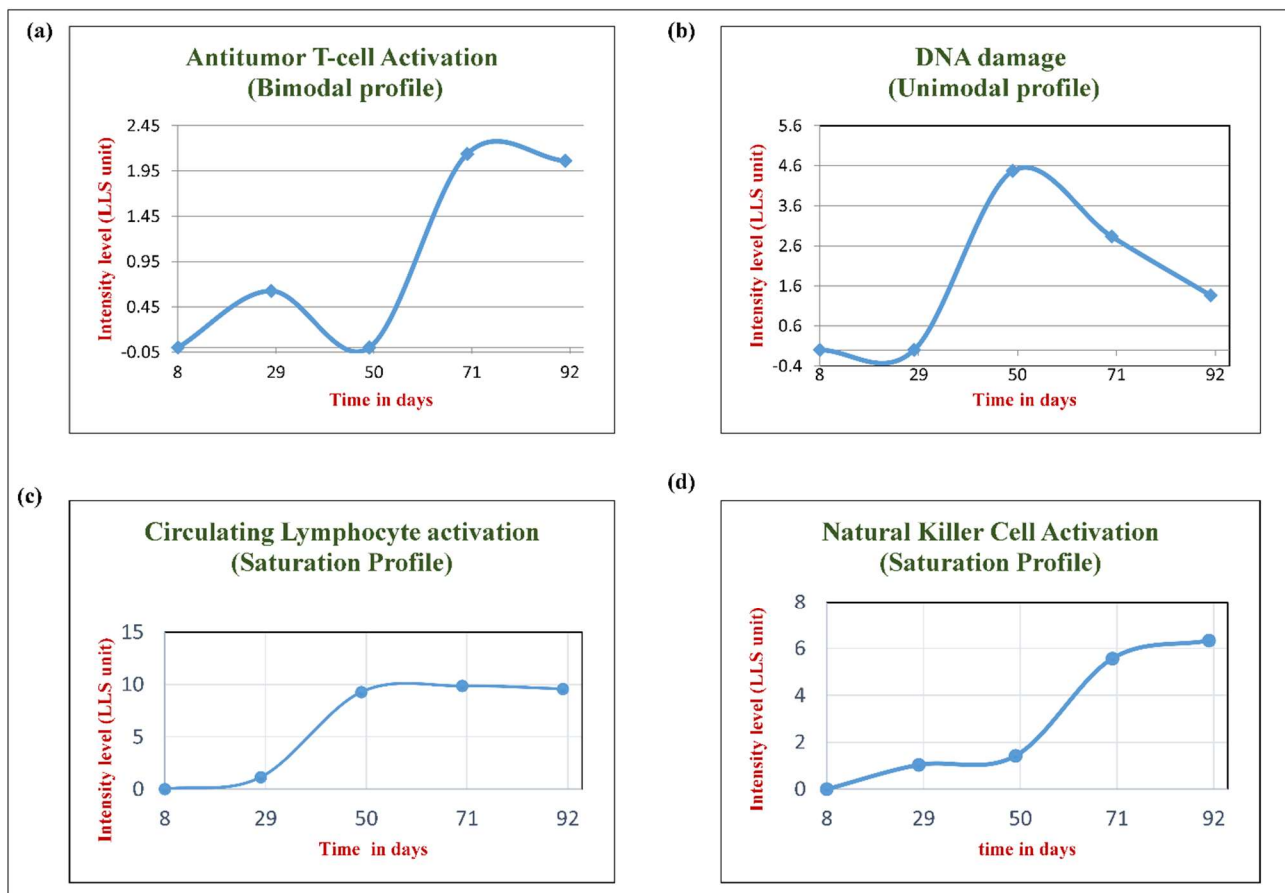 (a)
Antitumor T-cell Activation
(Bimodal profile)
Intensity level (LLS unit)
2.45
1.95
1.45
0.95
0.45
-0.05
8 29 50 71 92
Time in days
(b)
DNA damage
(Unimodal profile)
Intensity level (LLS unit)
5.6
4.6
3.6
2.6
1.6
0.6
-0.4
8 29 50 71 92
Time in days
(c)
Circulating Lymphocyte activation
(Saturation Profile)
Intensity level (LLS unit)
15
10
5
0
8 29 50 71 92
Time in days
(d)
Natural Killer Cell Activation
(Saturation Profile)
Intensity level (LLS unit)
8
6
4
2
0
8 29 50 71 92
time in days